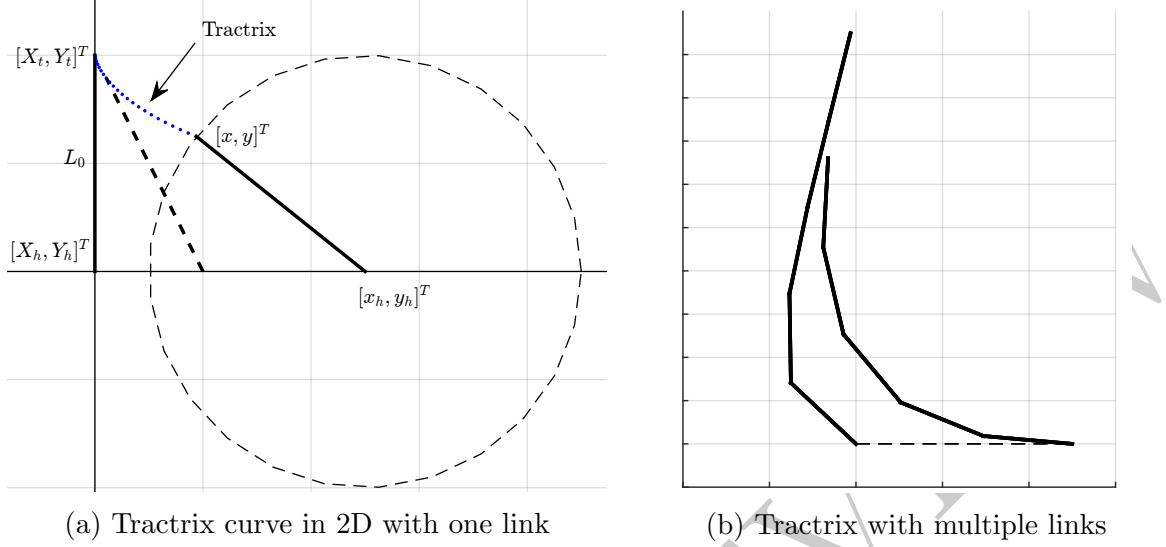 Tractrix
[X_t, Y_t]^T
[x, y]^T
L_0
[X_h, Y_h]^T
[x_h, y_h]^T
(a) Tractrix curve in 2D with one link
(b) Tractrix with multiple links